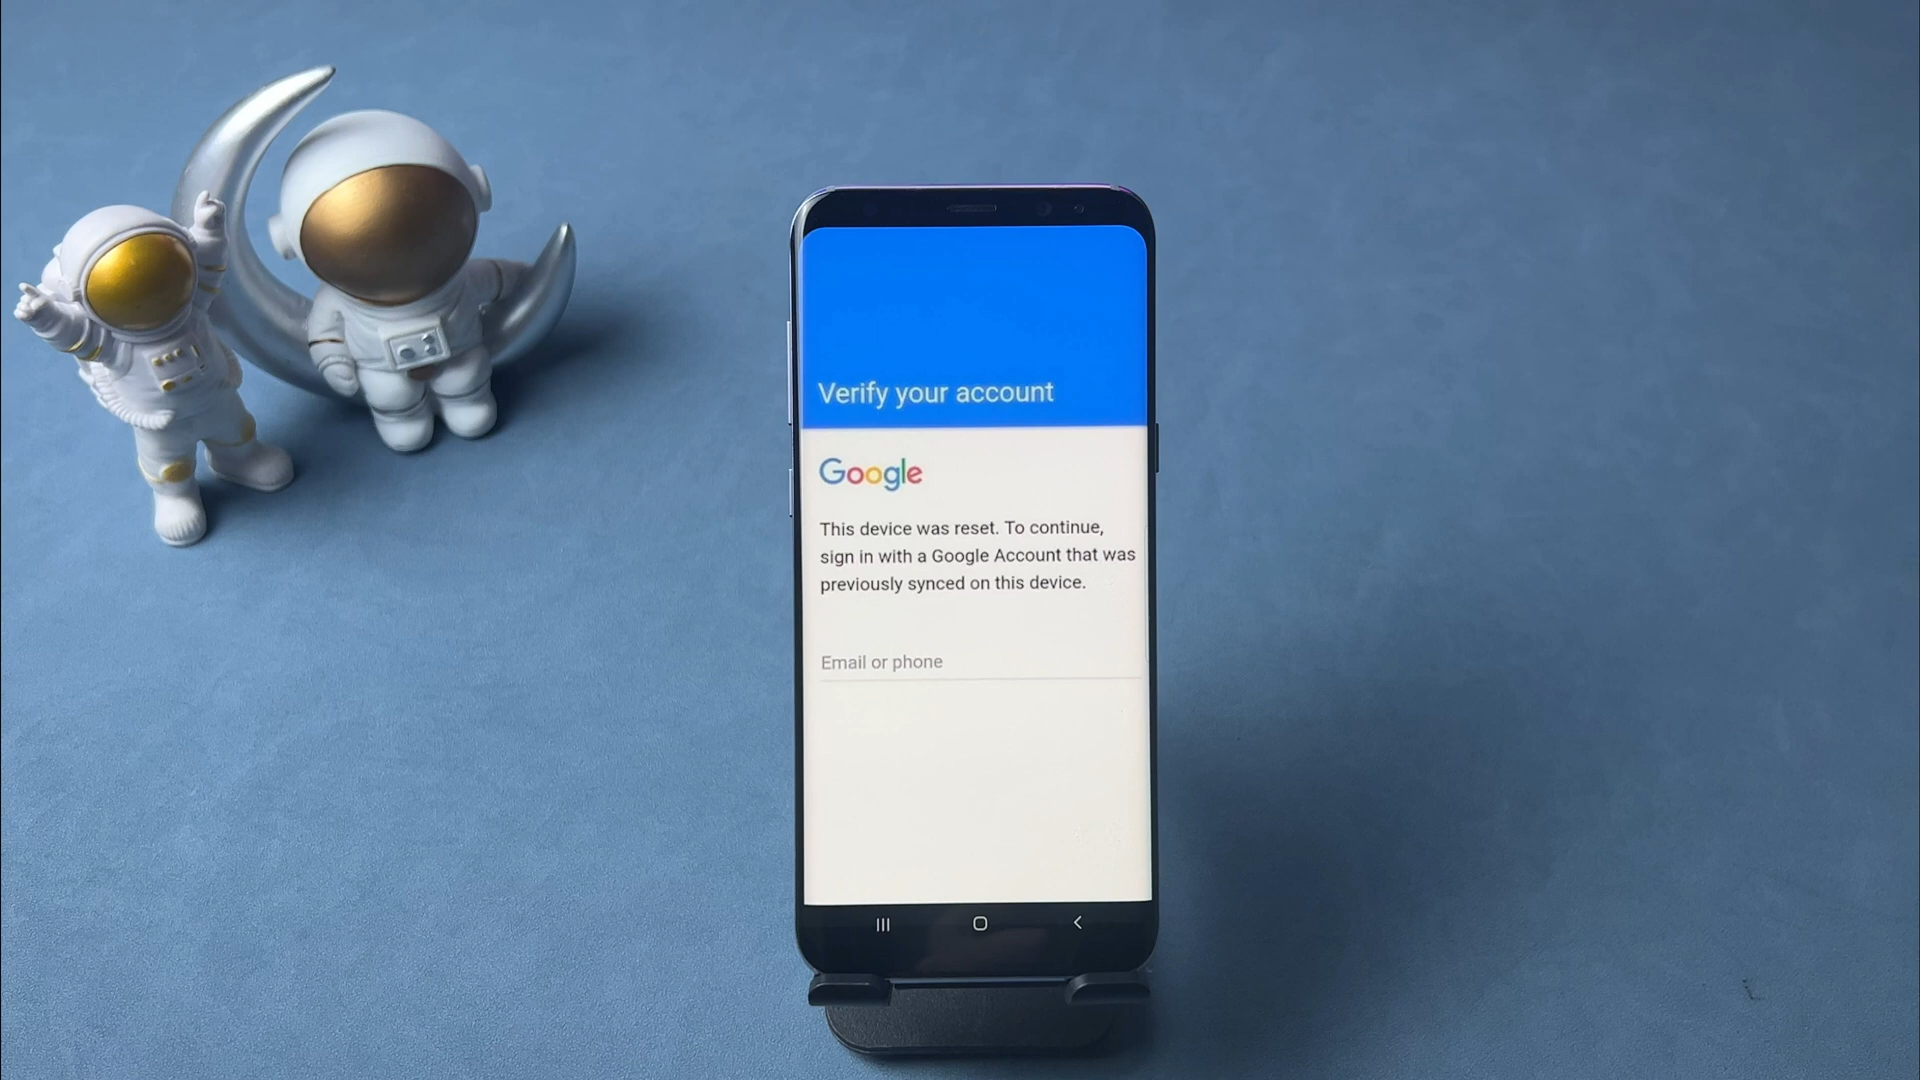 Verify your account
Google
This device was reset. To continue,
sign in with a Google Account that was
previously synced on this device.
Email or phone